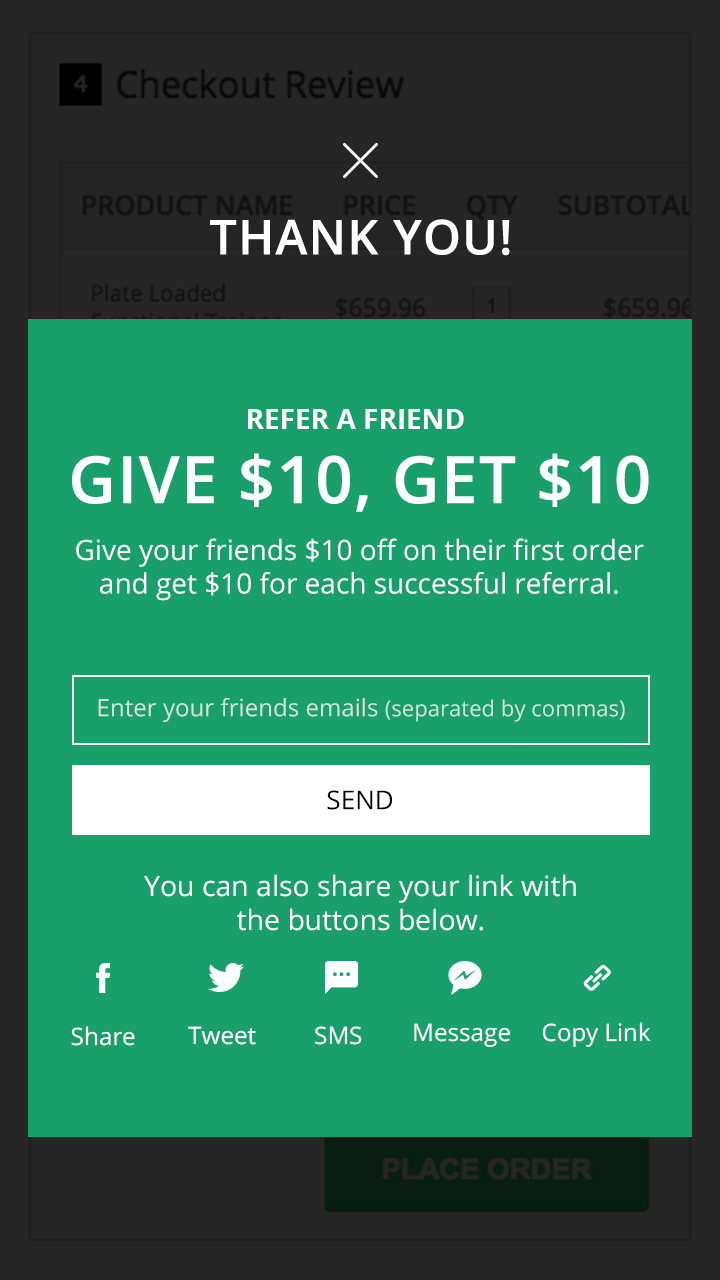 4 Checkout Review
PRODUCT NAME PRICE QTY SUBTOTAL
THANK YOU!
Plate Loaded
Functional Trainer
$659.96 1 $659.96
REFER A FRIEND
GIVE $10, GET $10
Give your friends $10 off on their first order
and get $10 for each successful referral.
Enter your friends emails (separated by commas)
SEND
You can also share your link with
the buttons below.
Share Tweet SMS Message Copy Link
PLACE ORDER